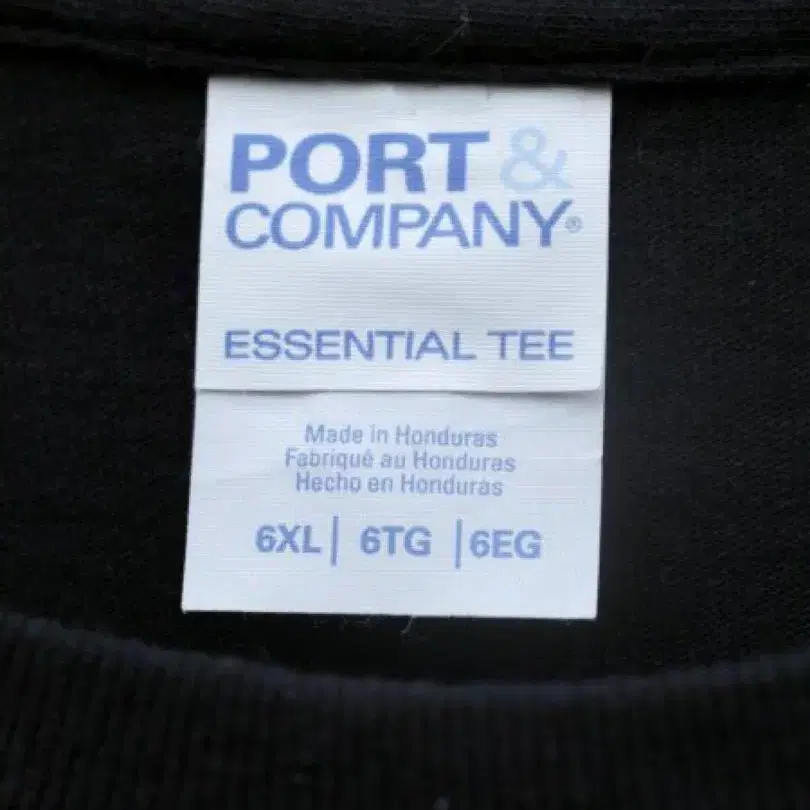 PORT &
COMPANY®
ESSENTIAL TEE
Made in Honduras
Fabriqué au Honduras
Hecho en Honduras
6XL | 6TG | 6EG